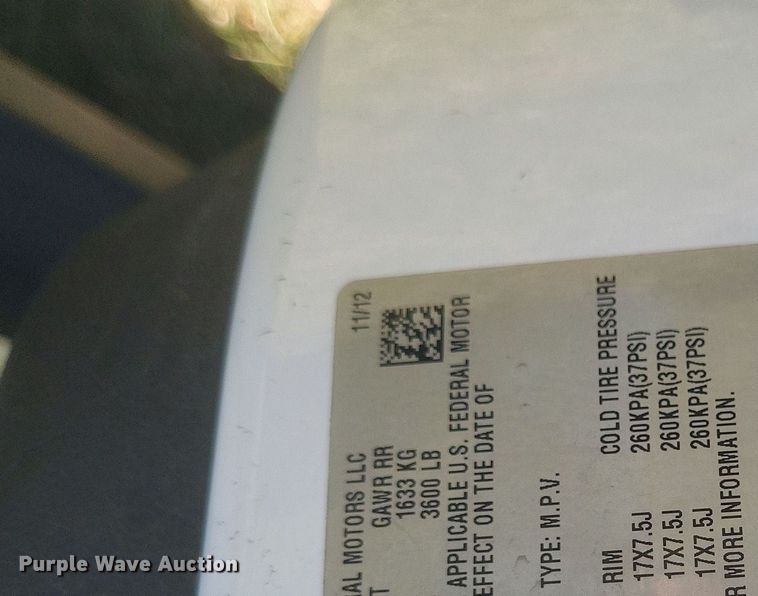 AL MOTORS LLC 11/12
T GAWR RR
1633 KG
3600 LB
APPLICABLE U.S. FEDERAL MOTOR
EFFECT ON THE DATE OF
TYPE: M.P.V.
RIM COLD TIRE PRESSURE
17X7.5J 260KPA(37PSI)
17X7.5J 260KPA(37PSI)
17X7.5J 260KPA(37PSI)
R MORE INFORMATION.
Purple Wave Auction